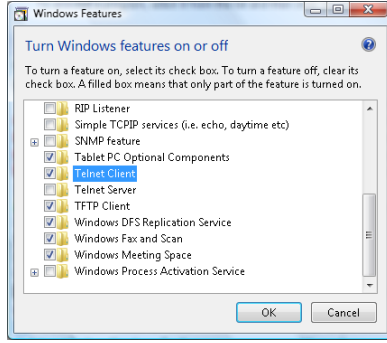 Windows Features
Turn Windows features on or off
To turn a feature on, select its check box. To turn a feature off, clear its
check box. A filled box means that only part of the feature is turned on.
RIP Listener
Simple TCPIP services (i.e. echo, daytime etc)
SNMP feature
Tablet PC Optional Components
Telnet Client
Telnet Server
TFTP Client
Windows DFS Replication Service
Windows Fax and Scan
Windows Meeting Space
Windows Process Activation Service
OK Cancel